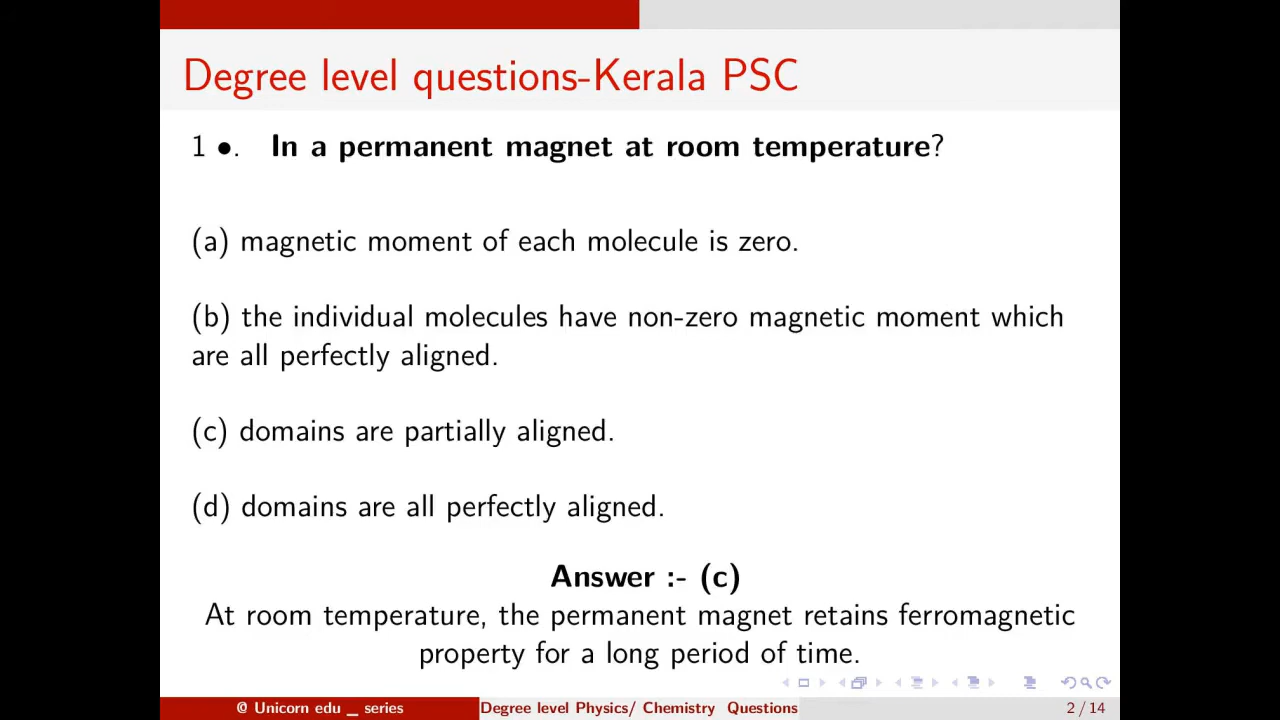 Degree level questions-Kerala PSC
1 •. In a permanent magnet at room temperature?
(a) magnetic moment of each molecule is zero.
(b) the individual molecules have non-zero magnetic moment which
are all perfectly aligned.
(c) domains are partially aligned.
(d) domains are all perfectly aligned.
Answer :- (c)
At room temperature, the permanent magnet retains ferromagnetic
property for a long period of time.
@ Unicorn edu _ series Degree level Physics/ Chemistry Questions 2 / 14